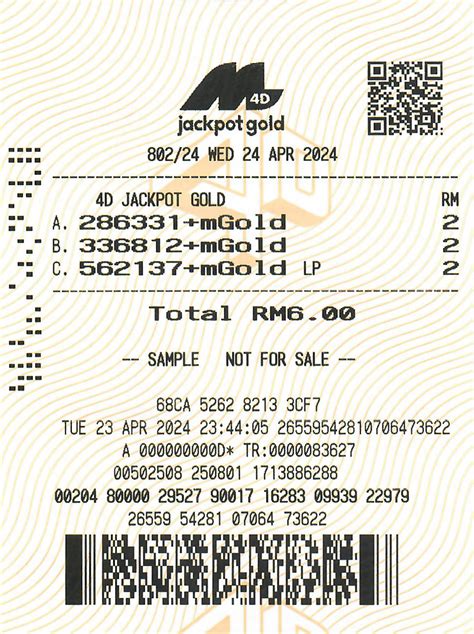 4D
jackpot gold
802/24 WED 24 APR 2024
4D JACKPOT GOLD RM
A. 286331+mGold 2
B. 336812+mGold 2
C. 562137+mGold LP 2
Total RM6.00
-- SAMPLE NOT FOR SALE --
68CA 5262 8213 3CF7
TUE 23 APR 2024 23:44:05 26559542810706473622
A 000000000D* TR:0000083627
00502508 250801 1713886288
00204 80000 29527 90017 16283 09939 22979
26559 54281 07064 73622